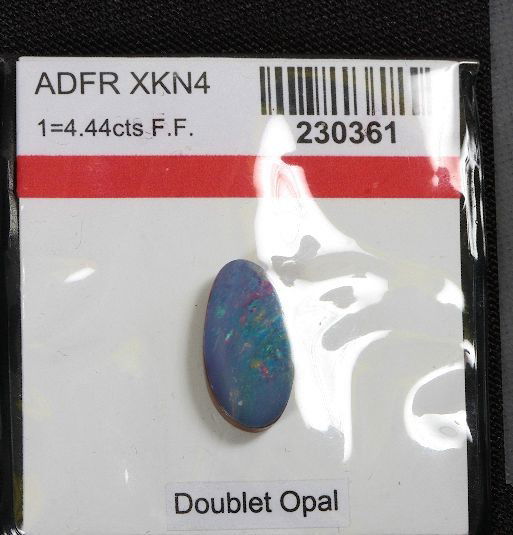 ADFR XKN4
1=4.44cts F.F.
230361
Doublet Opal